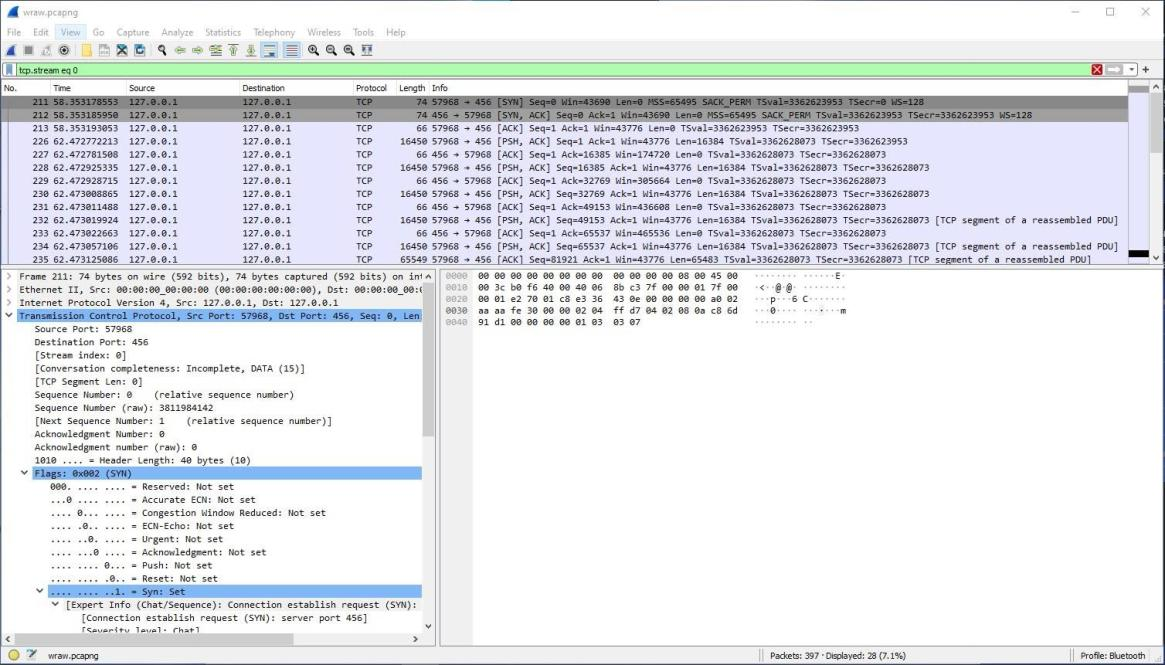 wraw.pcapng
File Edit View Go Capture Analyze Statistics Telephony Wireless Tools Help
tcp.stream eq 0
No. Time Source Destination Protocol Length Info
211 58.353178553 127.0.0.1 127.0.0.1 TCP 74 57968 → 456 [SYN] Seq=0 Win=43690 Len=0 MSS=65495 SACK_PERM TSval=3362623953 TSecr=0 WS=128
212 58.353185950 127.0.0.1 127.0.0.1 TCP 74 456 → 57968 [SYN, ACK] Seq=0 Ack=1 Win=43690 Len=0 MSS=65495 SACK_PERM TSval=3362623953 TSecr=3362623953 WS=128
213 58.353193053 127.0.0.1 127.0.0.1 TCP 66 57968 → 456 [ACK] Seq=1 Ack=1 Win=43776 Len=0 TSval=3362623953 TSecr=3362623953
226 62.472772213 127.0.0.1 127.0.0.1 TCP 16450 57968 → 456 [PSH, ACK] Seq=1 Ack=1 Win=43776 Len=16384 TSval=3362628073 TSecr=3362623953
227 62.472781508 127.0.0.1 127.0.0.1 TCP 66 456 → 57968 [ACK] Seq=1 Ack=16385 Win=174720 Len=0 TSval=3362628073 TSecr=3362628073
228 62.472925335 127.0.0.1 127.0.0.1 TCP 16450 57968 → 456 [PSH, ACK] Seq=16385 Ack=1 Win=43776 Len=16384 TSval=3362628073 TSecr=3362628073
229 62.472928715 127.0.0.1 127.0.0.1 TCP 66 456 → 57968 [ACK] Seq=1 Ack=32769 Win=305664 Len=0 TSval=3362628073 TSecr=3362628073
230 62.473008865 127.0.0.1 127.0.0.1 TCP 16450 57968 → 456 [PSH, ACK] Seq=32769 Ack=1 Win=43776 Len=16384 TSval=3362628073 TSecr=3362628073
231 62.473011488 127.0.0.1 127.0.0.1 TCP 66 456 → 57968 [ACK] Seq=1 Ack=49153 Win=436608 Len=0 TSval=3362628073 TSecr=3362628073
232 62.473019924 127.0.0.1 127.0.0.1 TCP 16450 57968 → 456 [PSH, ACK] Seq=49153 Ack=1 Win=43776 Len=16384 TSval=3362628073 TSecr=3362628073 [TCP segment of a reassembled PDU]
233 62.473022663 127.0.0.1 127.0.0.1 TCP 66 456 → 57968 [ACK] Seq=1 Ack=65537 Win=465536 Len=0 TSval=3362628073 TSecr=3362628073
234 62.473057106 127.0.0.1 127.0.0.1 TCP 16450 57968 → 456 [PSH, ACK] Seq=65537 Ack=1 Win=43776 Len=16384 TSval=3362628073 TSecr=3362628073 [TCP segment of a reassembled PDU]
235 62.473125086 127.0.0.1 127.0.0.1 TCP 65549 57968 → 456 [ACK] Seq=81921 Ack=1 Win=43776 Len=65483 TSval=3362628073 TSecr=3362628073 [TCP segment of a reassembled PDU]
Frame 211: 74 bytes on wire (592 bits), 74 bytes captured (592 bits) on int
Ethernet II, Src: 00:00:00_00:00:00 (00:00:00:00:00:00), Dst: 00:00:00_00:
Internet Protocol Version 4, Src: 127.0.0.1, Dst: 127.0.0.1
Transmission Control Protocol, Src Port: 57968, Dst Port: 456, Seq: 0, Len
Source Port: 57968
Destination Port: 456
[Stream index: 0]
[Conversation completeness: Incomplete, DATA (15)]
[TCP Segment Len: 0]
Sequence Number: 0 (relative sequence number)
Sequence Number (raw): 3811984142
[Next Sequence Number: 1 (relative sequence number)]
Acknowledgment Number: 0
Acknowledgment number (raw): 0
1010 .... = Header Length: 40 bytes (10)
Flags: 0x002 (SYN)
000. .... .... = Reserved: Not set
...0 .... .... = Accurate ECN: Not set
.... 0... .... = Congestion Window Reduced: Not set
.... .0.. .... = ECN-Echo: Not set
.... ..0. .... = Urgent: Not set
.... ...0 .... = Acknowledgment: Not set
.... .... 0... = Push: Not set
.... .... .0.. = Reset: Not set
.... .... ..1. = Syn: Set
[Expert Info (Chat/Sequence): Connection establish request (SYN):
[Connection establish request (SYN): server port 456]
[Severity level: Chat]
0000 00 00 00 00 00 00 00 00 00 00 00 00 08 00 45 00 ········ ······E·
0010 00 3c b0 f6 40 00 40 06 8b c3 7f 00 00 01 7f 00 ·<··@·@· ········
0020 00 01 e2 70 01 c8 e3 36 43 0e 00 00 00 00 a0 02 ···p···6 C·······
0030 aa aa fe 30 00 00 02 04 ff d7 04 02 08 0a c8 6d ···0···· ·······m
0040 91 d1 00 00 00 00 01 03 03 07 ········ ··
wraw.pcapng
Packets: 397 · Displayed: 28 (7.1%)
Profile: Bluetooth